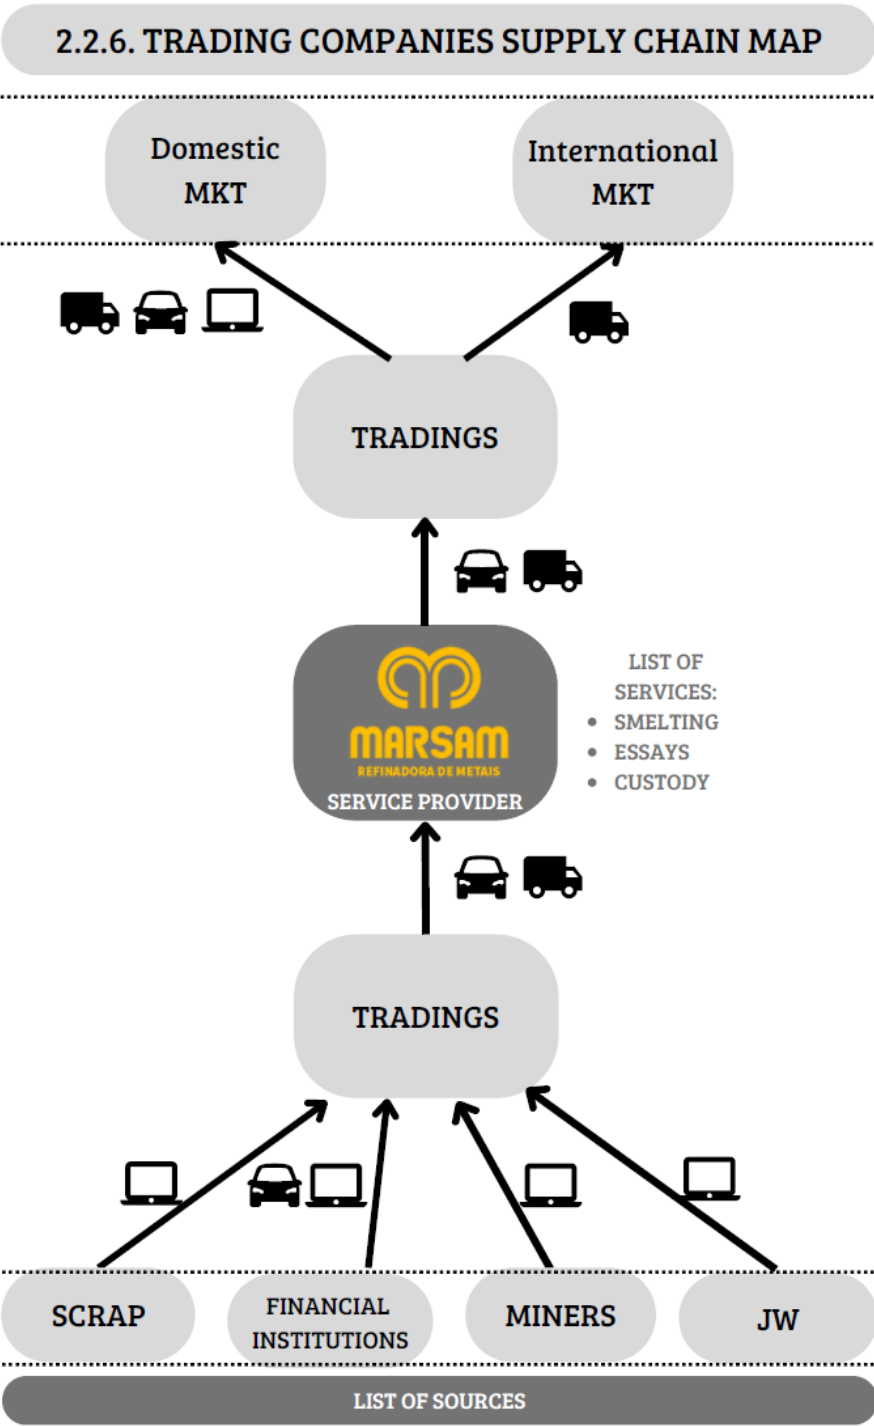 2.2.6. TRADING COMPANIES SUPPLY CHAIN MAP
Domestic
MKT
International
MKT
TRADINGS
MARSAM
REFINADORA DE METAIS
SERVICE PROVIDER
LIST OF
SERVICES:
• SMELTING
• ESSAYS
• CUSTODY
TRADINGS
SCRAP
FINANCIAL
INSTITUTIONS
MINERS
JW
LIST OF SOURCES